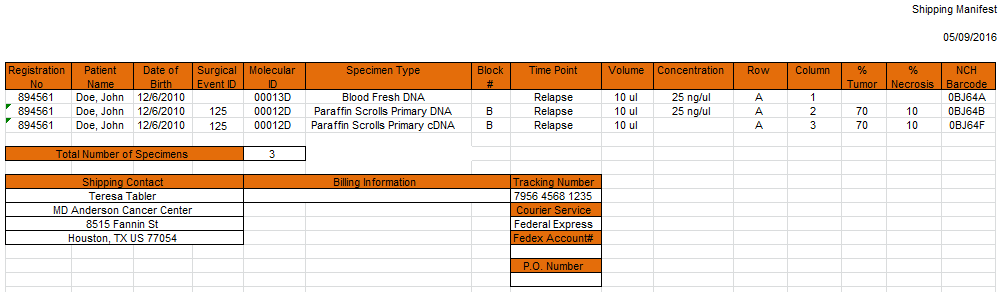 Shipping Manifest
05/09/2016
Registration No Patient Name Date of Birth Surgical Event ID Molecular ID Specimen Type Block # Time Point Volume Concentration Row Column % Tumor % Necrosis NCH Barcode
894561 Doe, John 12/6/2010 00013D Blood Fresh DNA Relapse 10 ul 25 ng/ul A 1 0BJ64A
894561 Doe, John 12/6/2010 125 00012D Paraffin Scrolls Primary DNA B Relapse 10 ul 25 ng/ul A 2 70 10 0BJ64B
894561 Doe, John 12/6/2010 125 00012D Paraffin Scrolls Primary cDNA B Relapse 10 ul A 3 70 10 0BJ64F
Total Number of Specimens 3
Shipping Contact Billing Information Tracking Number
Teresa Tabler 7956 4568 1235
MD Anderson Cancer Center Courier Service
8515 Fannin St Federal Express
Houston, TX US 77054 Fedex Account#
P.O. Number